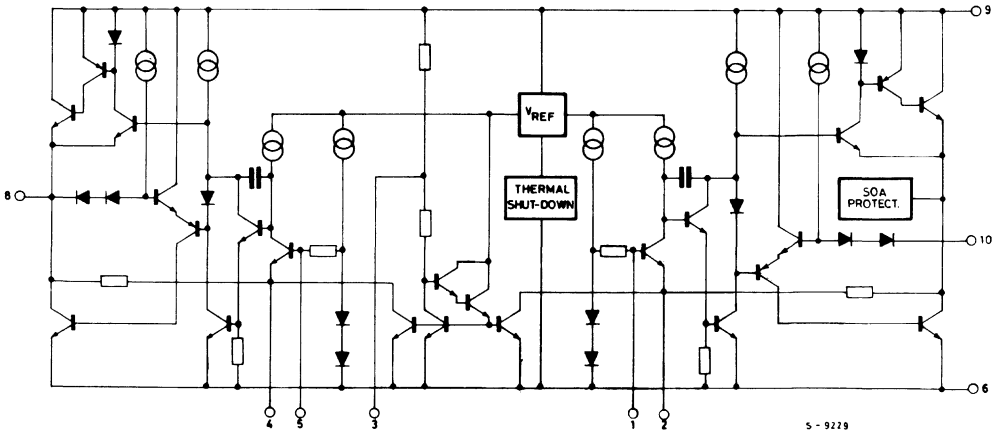 9
V REF
8
THERMAL
SHUT-DOWN
SOA
PROTECT.
10
6
4
5
3
1
2
S-9229